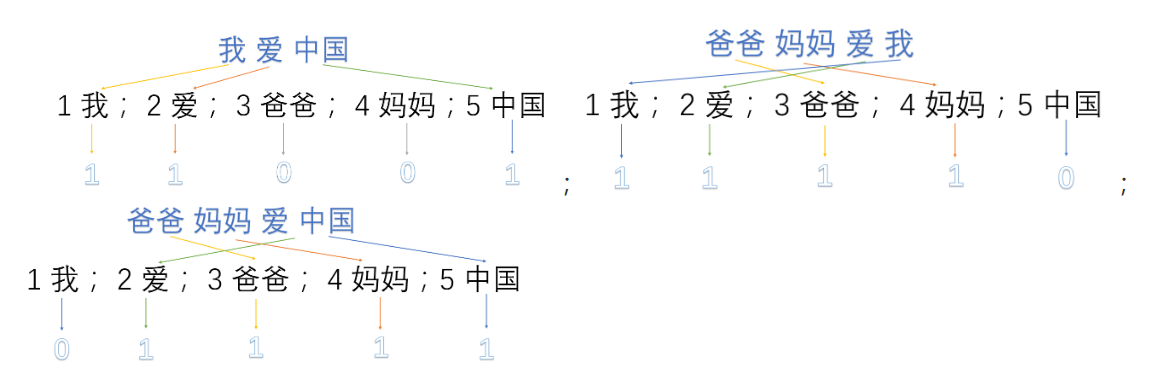 我 爱 中国
1 我；2 爱；3 爸爸；4 妈妈；5 中国
1 1 0 0 1 ；
爸爸 妈妈 爱 我
1 我；2 爱；3 爸爸；4 妈妈；5 中国
1 1 1 1 0 ；
爸爸 妈妈 爱 中国
1 我；2 爱；3 爸爸；4 妈妈；5 中国
0 1 1 1 1